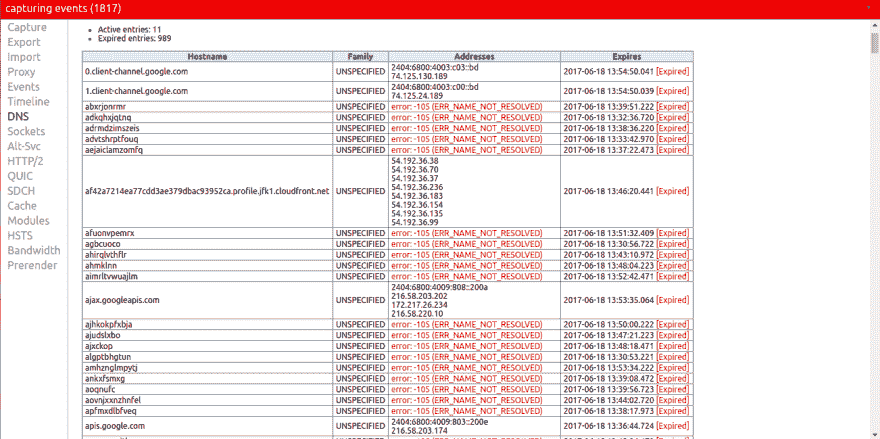 capturing events (1817)
Capture
Export
Import
Proxy
Events
Timeline
DNS
Sockets
Alt-Svc
HTTP/2
QUIC
SDCH
Cache
Modules
HSTS
Bandwidth
Prerender
Active entries: 11
Expired entries: 989
Hostname Family Addresses Expires
0.client-channel.google.com UNSPECIFIED 2404:6800:4003:c03::bd 2017-06-18 13:54:50.041 [Expired]
74.125.130.189
1.client-channel.google.com UNSPECIFIED 2404:6800:4003:c00::bd 2017-06-18 13:54:50.039 [Expired]
74.125.24.189
abxrjonrmr UNSPECIFIED error: -105 (ERR_NAME_NOT_RESOLVED) 2017-06-18 13:39:51.222 [Expired]
adkqhxjqtnq UNSPECIFIED error: -105 (ERR_NAME_NOT_RESOLVED) 2017-06-18 13:32:36.720 [Expired]
adrmdzimszeis UNSPECIFIED error: -105 (ERR_NAME_NOT_RESOLVED) 2017-06-18 13:38:36.220 [Expired]
advtshrptfouq UNSPECIFIED error: -105 (ERR_NAME_NOT_RESOLVED) 2017-06-18 13:33:42.970 [Expired]
aejaiclamzomfq UNSPECIFIED error: -105 (ERR_NAME_NOT_RESOLVED) 2017-06-18 13:37:22.473 [Expired]
af42a7214ea77cdd3ae379dbac93952ca.profile.jfk1.cloudfront.net UNSPECIFIED 54.192.36.38 2017-06-18 13:46:20.441 [Expired]
54.192.36.70
54.192.36.37
54.192.36.236
54.192.36.183
54.192.36.154
54.192.36.135
54.192.36.99
afuonvpemrx UNSPECIFIED error: -105 (ERR_NAME_NOT_RESOLVED) 2017-06-18 13:51:32.409 [Expired]
agbcuoco UNSPECIFIED error: -105 (ERR_NAME_NOT_RESOLVED) 2017-06-18 13:30:56.722 [Expired]
ahirqlvthflr UNSPECIFIED error: -105 (ERR_NAME_NOT_RESOLVED) 2017-06-18 13:43:10.972 [Expired]
ahmklnn UNSPECIFIED error: -105 (ERR_NAME_NOT_RESOLVED) 2017-06-18 13:48:04.223 [Expired]
aimrltvwuajlm UNSPECIFIED error: -105 (ERR_NAME_NOT_RESOLVED) 2017-06-18 13:52:42.471 [Expired]
ajax.googleapis.com UNSPECIFIED 2404:6800:4009:808::200a 2017-06-18 13:53:35.064 [Expired]
216.58.203.202
172.217.26.234
216.58.220.10
ajhkokpfxbja UNSPECIFIED error: -105 (ERR_NAME_NOT_RESOLVED) 2017-06-18 13:50:00.222 [Expired]
ajudslxbo UNSPECIFIED error: -105 (ERR_NAME_NOT_RESOLVED) 2017-06-18 13:47:21.223 [Expired]
ajxckop UNSPECIFIED error: -105 (ERR_NAME_NOT_RESOLVED) 2017-06-18 13:48:18.471 [Expired]
algptbhgtun UNSPECIFIED error: -105 (ERR_NAME_NOT_RESOLVED) 2017-06-18 13:30:53.221 [Expired]
amhznglmpytj UNSPECIFIED error: -105 (ERR_NAME_NOT_RESOLVED) 2017-06-18 13:53:34.222 [Expired]
ankxfsmxg UNSPECIFIED error: -105 (ERR_NAME_NOT_RESOLVED) 2017-06-18 13:39:08.472 [Expired]
aoqnufc UNSPECIFIED error: -105 (ERR_NAME_NOT_RESOLVED) 2017-06-18 13:39:56.723 [Expired]
aovnjxxnzhnfel UNSPECIFIED error: -105 (ERR_NAME_NOT_RESOLVED) 2017-06-18 13:44:02.720 [Expired]
apfmxdlbfveq UNSPECIFIED error: -105 (ERR_NAME_NOT_RESOLVED) 2017-06-18 13:38:17.973 [Expired]
apis.google.com UNSPECIFIED 2404:6800:4009:803::200e 2017-06-18 13:36:44.724 [Expired]
216.58.203.174